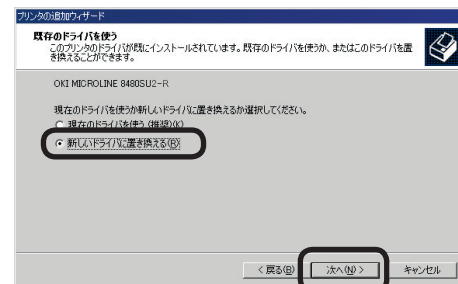 プリンタの追加ウィザード
既存のドライバを使う
このプリンタのドライバが既にインストールされています。既存のドライバを使うか、またはこのドライバを置
き換えることができます。
OKI MICROLINE 8480SU2-R
現在のドライバを使うか新しいドライバに置き換えるか選択してください。
現在のドライバを使う (推奨)(K)
新しいドライバに置き換える(R)
< 戻る(B)
次へ(N) >
キャンセル